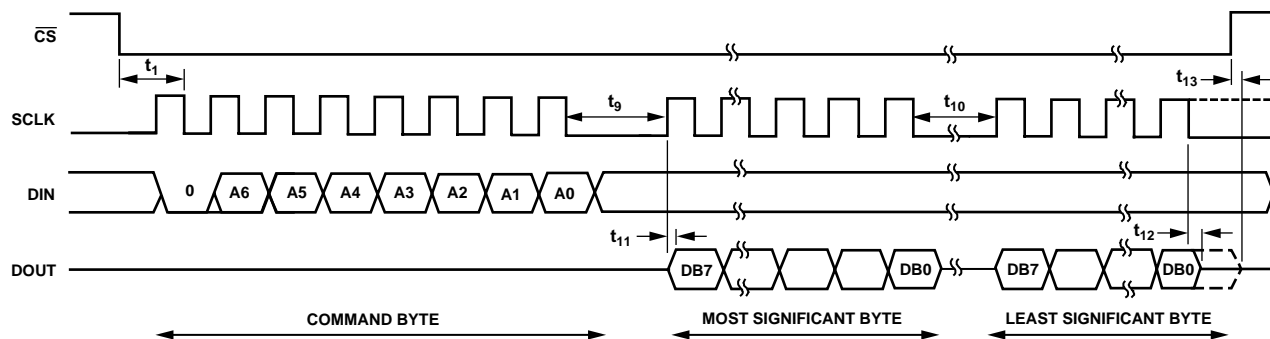 CS
t1
t13
SCLK
t9
t10
DIN
0 A6 A5 A4 A3 A2 A1 A0
t11
t12
DOUT
DB7 DB0 DB7 DB0
COMMAND BYTE MOST SIGNIFICANT BYTE LEAST SIGNIFICANT BYTE